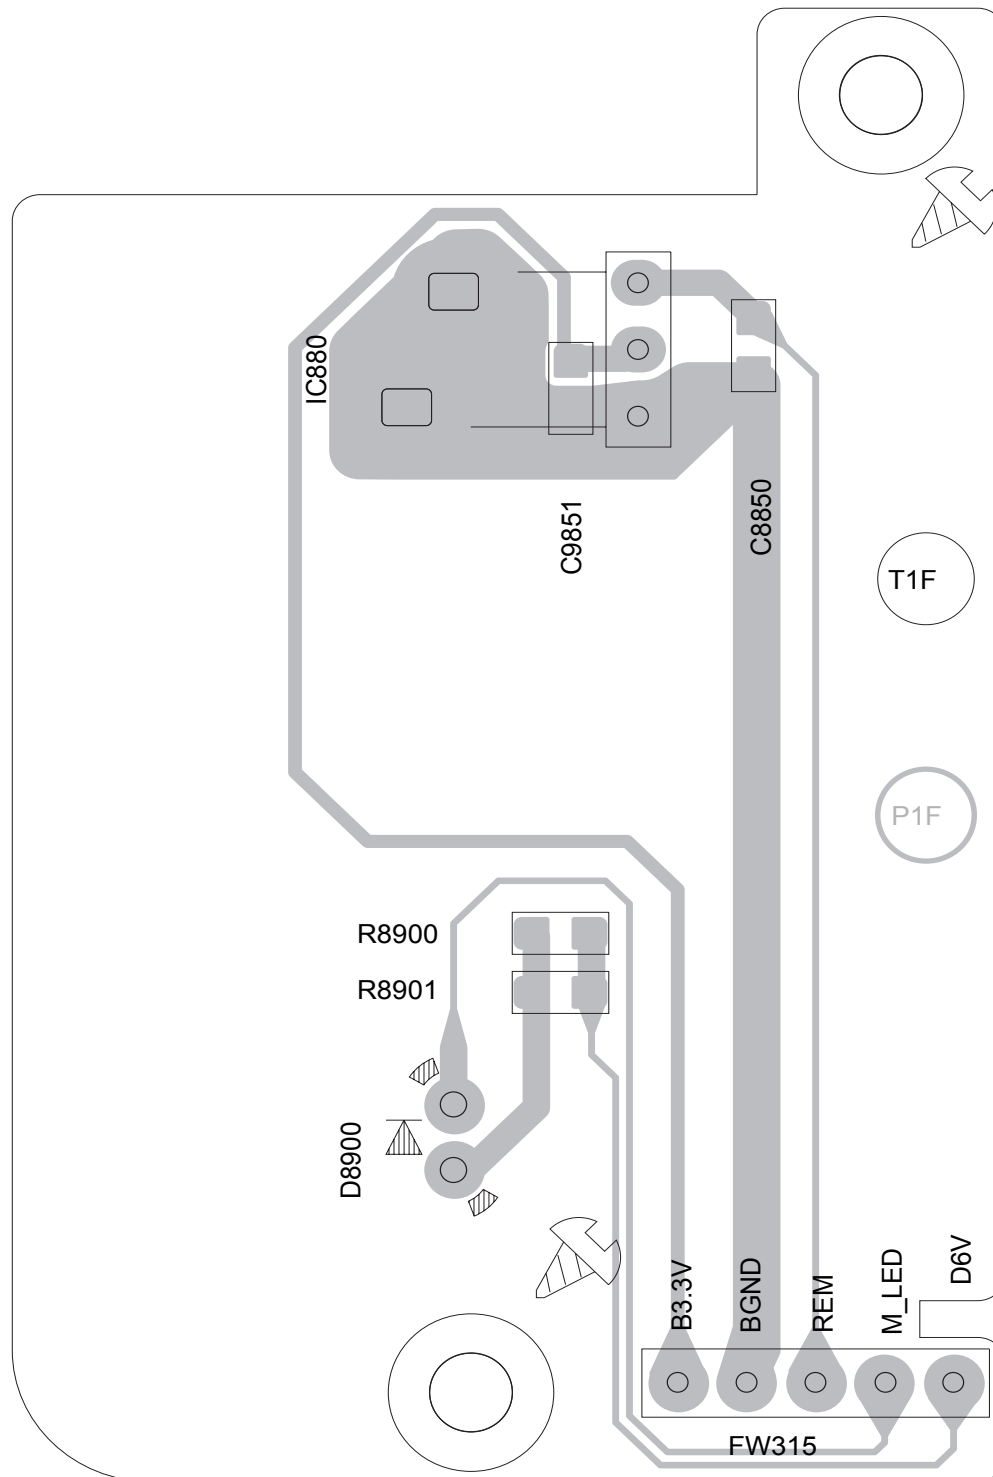 IC880
C9851
C8850
T1F
P1F
R8900
R8901
D8900
B3.3V
BGND
REM
M_LED
D6V
FW315